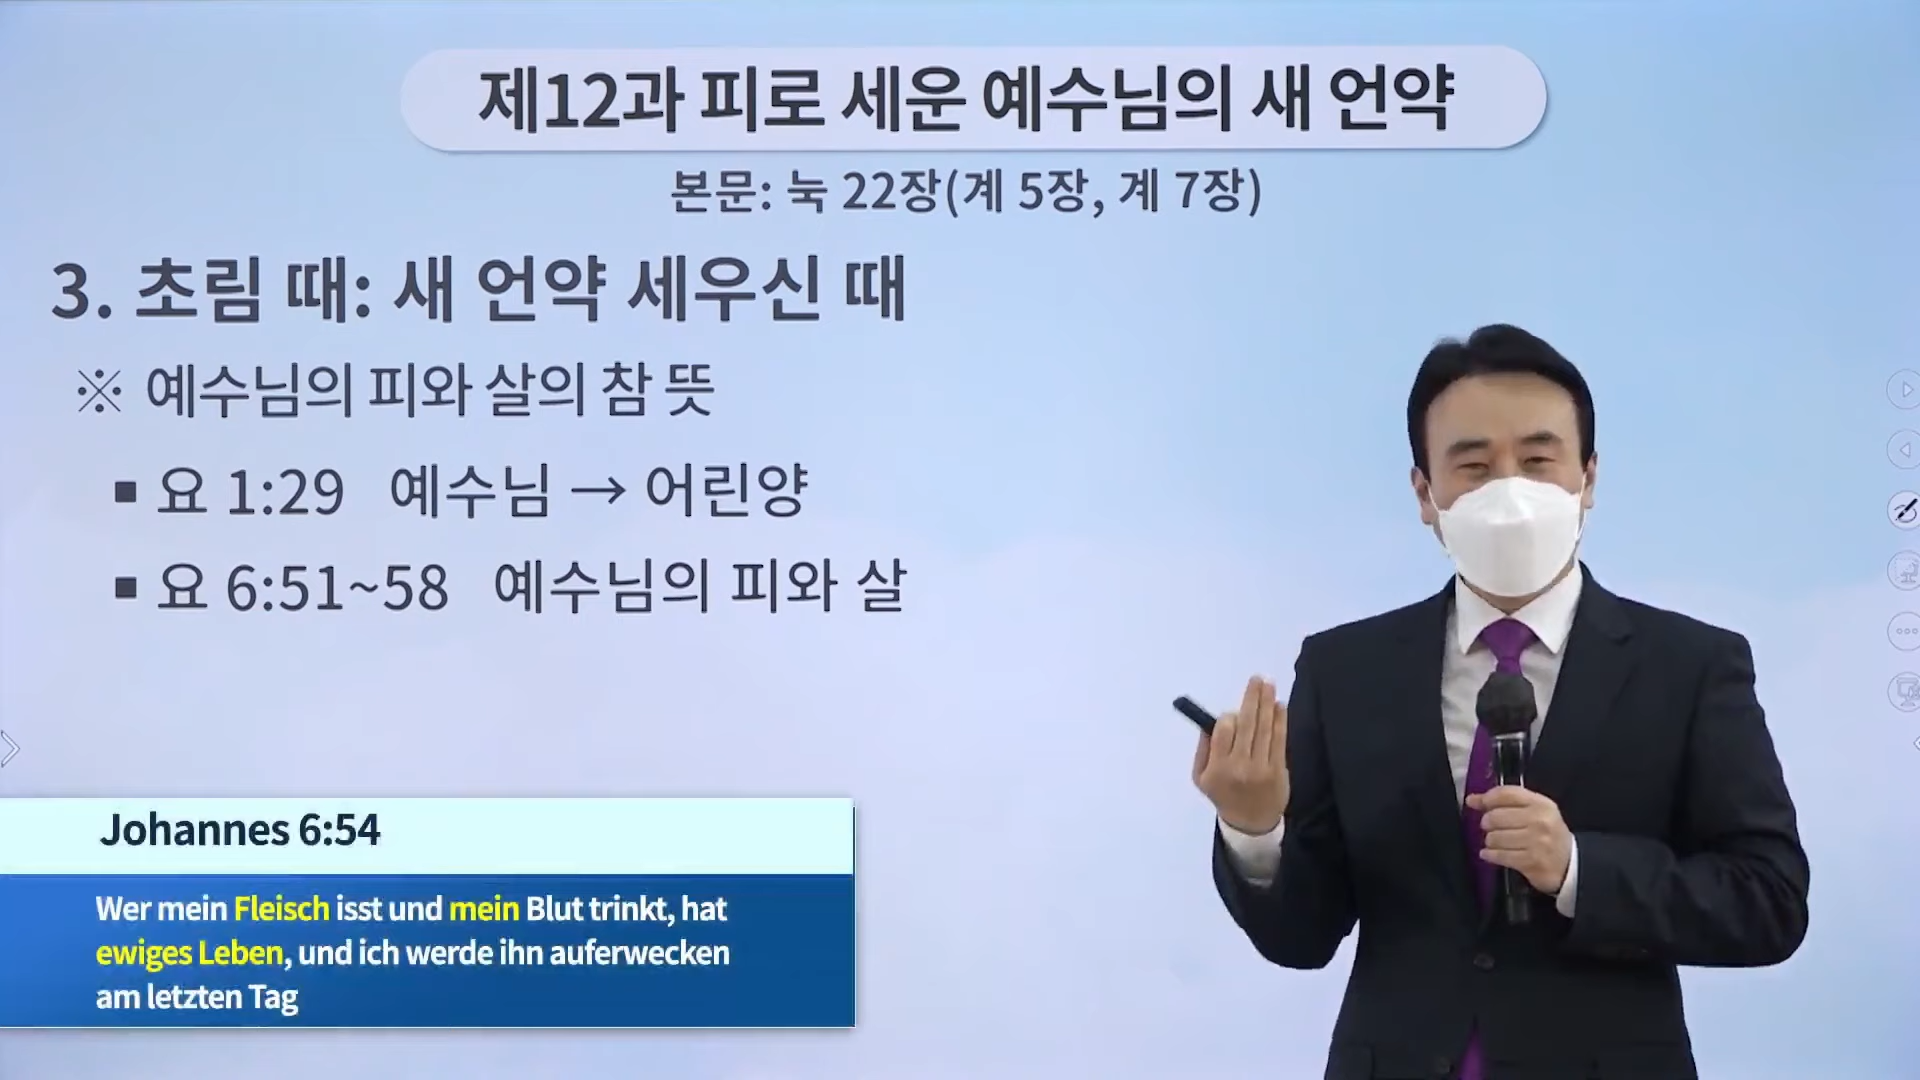 제12과 피로 세운 예수님의 새 언약
본문: 눅 22장(계 5장, 계 7장)
3. 초림 때: 새 언약 세우신 때
※ 예수님의 피와 살의 참 뜻
▪ 요 1:29 예수님 → 어린양
▪ 요 6:51~58 예수님의 피와 살
Johannes 6:54
Wer mein Fleisch isst und mein Blut trinkt, hat
ewiges Leben, und ich werde ihn auferwecken
am letzten Tag